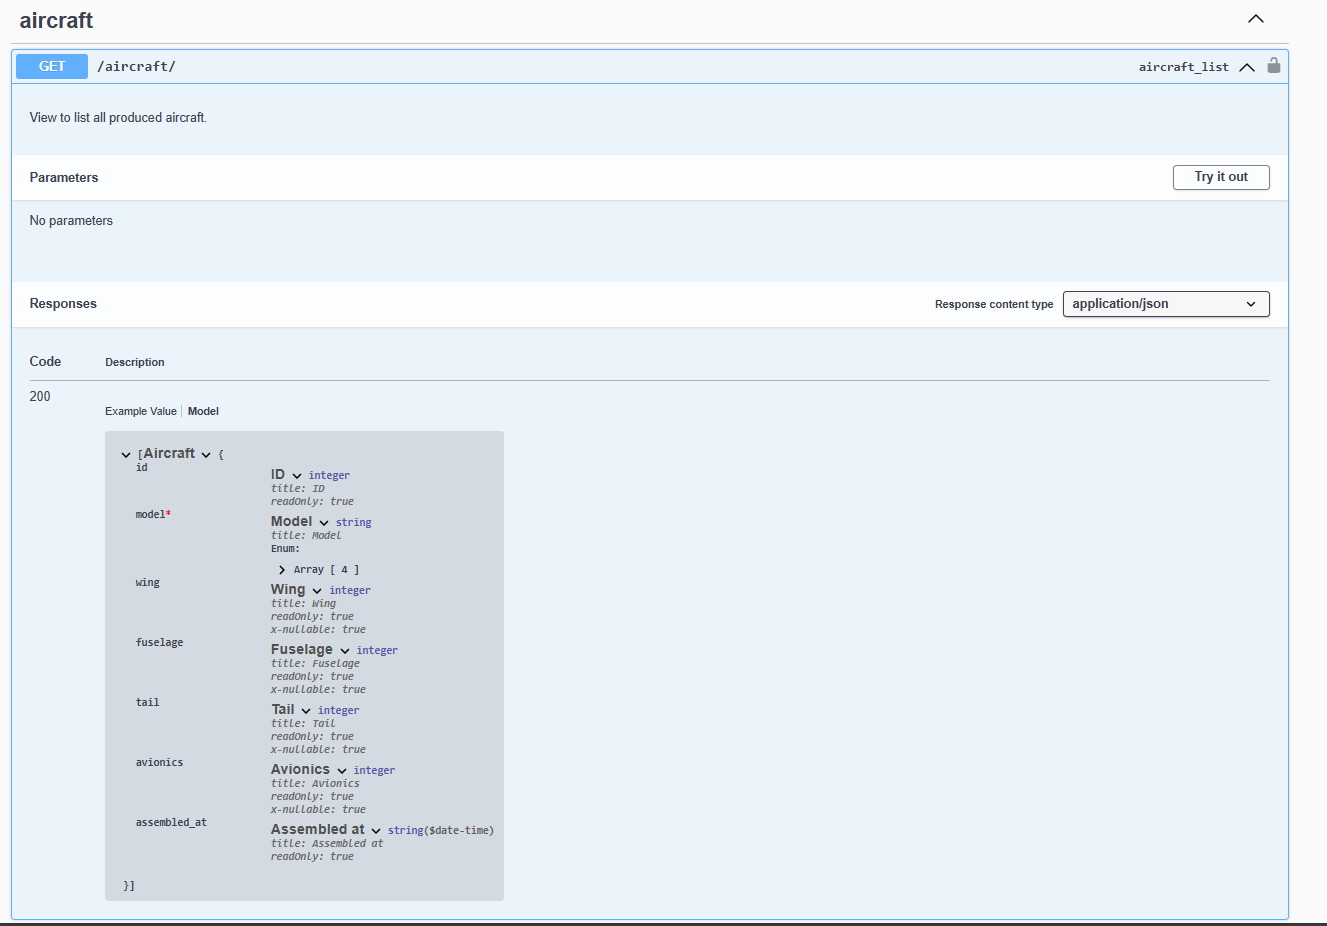 aircraft
GET /aircraft/ aircraft_list
View to list all produced aircraft.
Parameters Try it out
No parameters
Responses Response content type application/json
Code Description
200
Example Value Model
[Aircraft {
id
ID integer
title: ID
readOnly: true
model*
Model string
title: Model
Enum:
Array [ 4 ]
wing
Wing integer
title: Wing
readOnly: true
x-nullable: true
fuselage
Fuselage integer
title: Fuselage
readOnly: true
x-nullable: true
tail
Tail integer
title: Tail
readOnly: true
x-nullable: true
avionics
Avionics integer
title: Avionics
readOnly: true
x-nullable: true
assembled_at
Assembled at string($date-time)
title: Assembled at
readOnly: true
}]